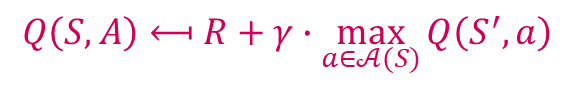 Q(S, A) ↤ R + γ · max Q(S′, a)
a∈𝒜(S)